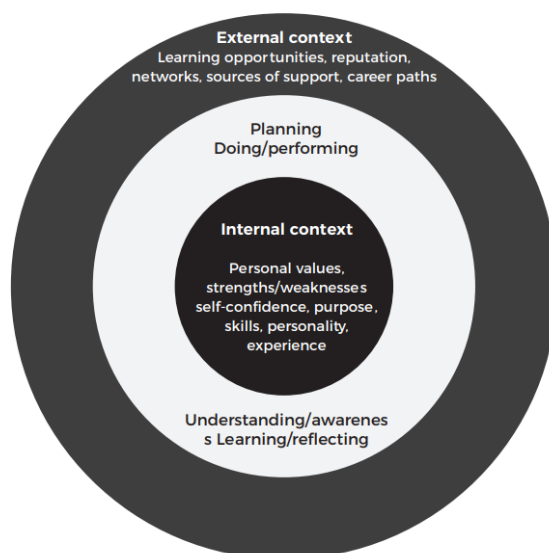 External context
Learning opportunities, reputation,
networks, sources of support, career paths
Planning
Doing/performing
Internal context
Personal values,
strengths/weaknesses
self-confidence, purpose,
skills, personality,
experience
Understanding/awarenes
s Learning/reflecting